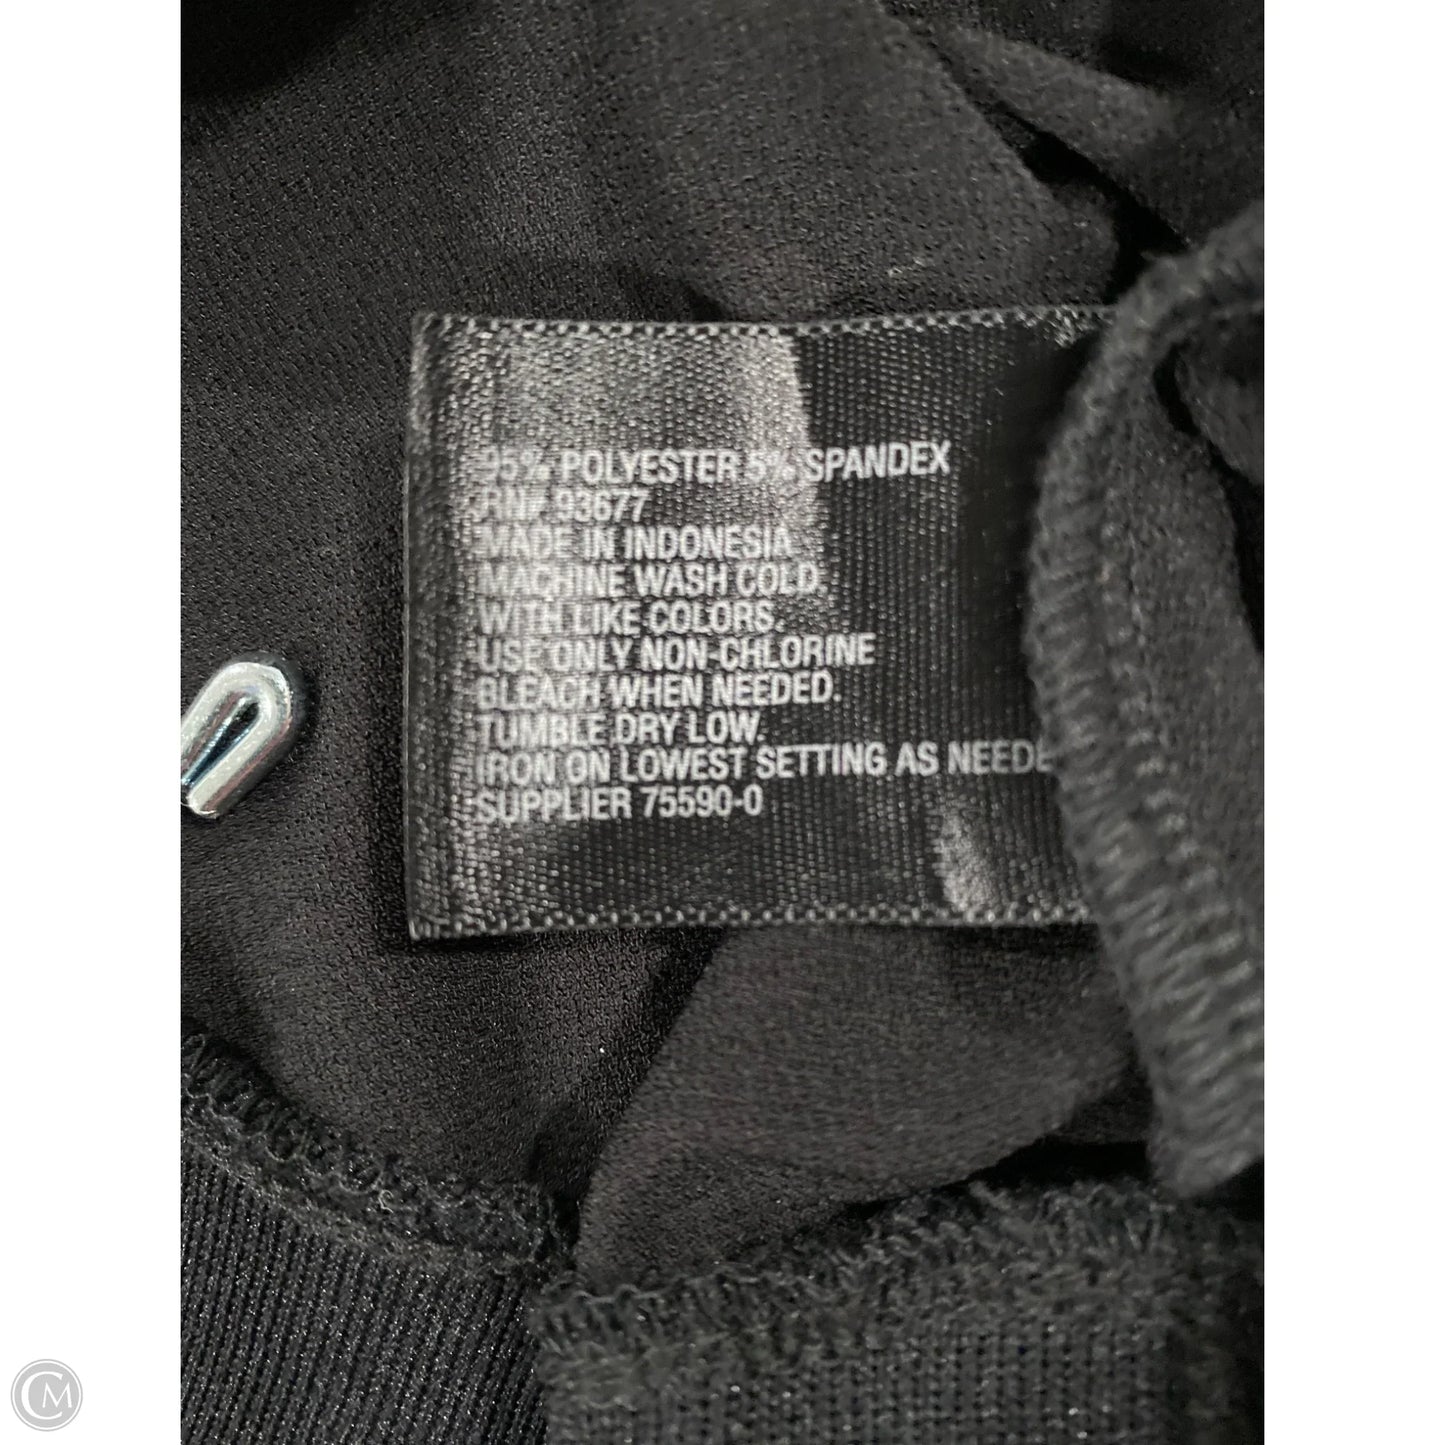 95% POLYESTER 5% SPANDEX
RN# 93677
MADE IN INDONESIA
MACHINE WASH COLD.
WITH LIKE COLORS.
USE ONLY NON-CHLORINE
BLEACH WHEN NEEDED.
TUMBLE DRY LOW.
IRON ON LOWEST SETTING AS NEEDE
SUPPLIER 75590-0
CM